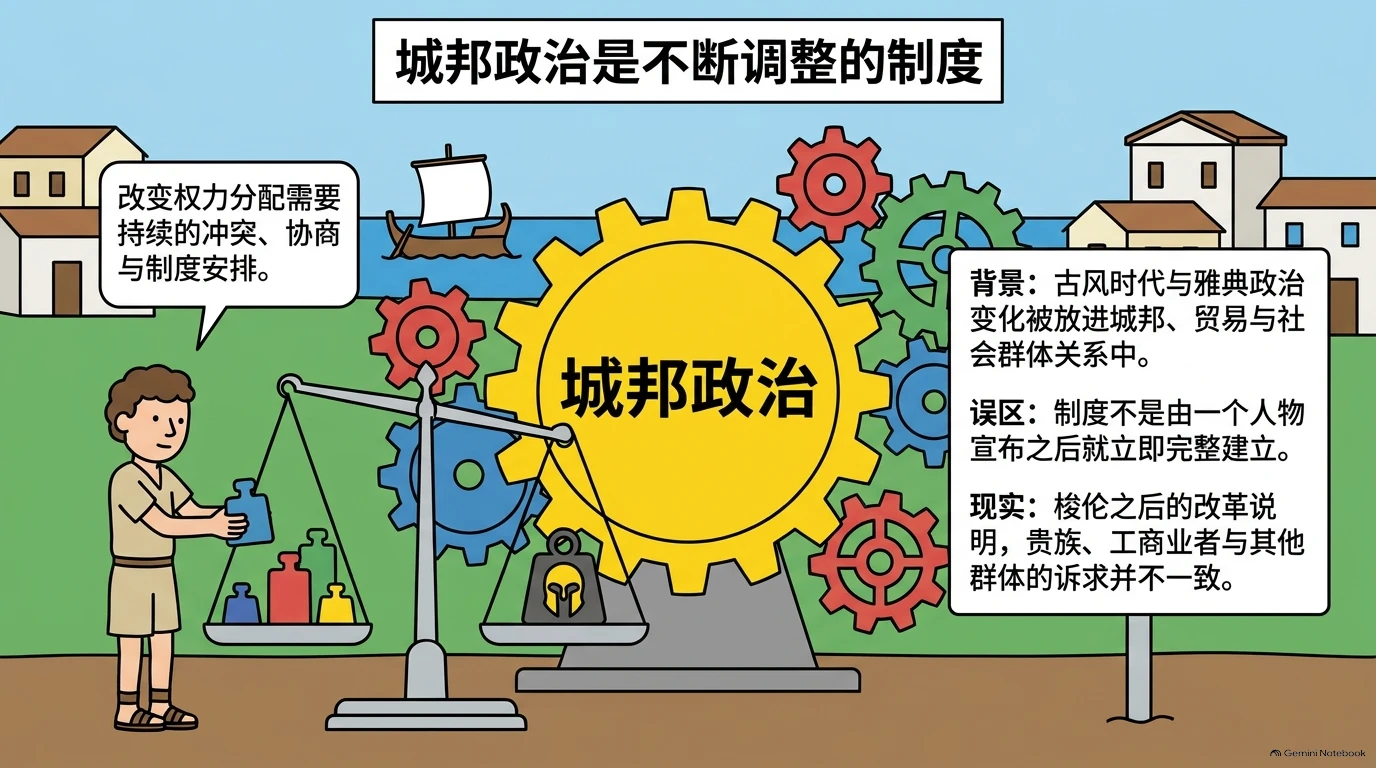 城邦政治是不断调整的制度
改变权力分配需要
持续的冲突、协商
与制度安排。
城邦政治
背景：古风时代与雅典政治
变化被放进城邦、贸易与社
会群体关系中。
误区：制度不是由一个人物
宣布之后就立即完整建立。
现实：梭伦之后的改革说
明，贵族、工商业者与其他
群体的诉求并不一致。
Gemini Notebook